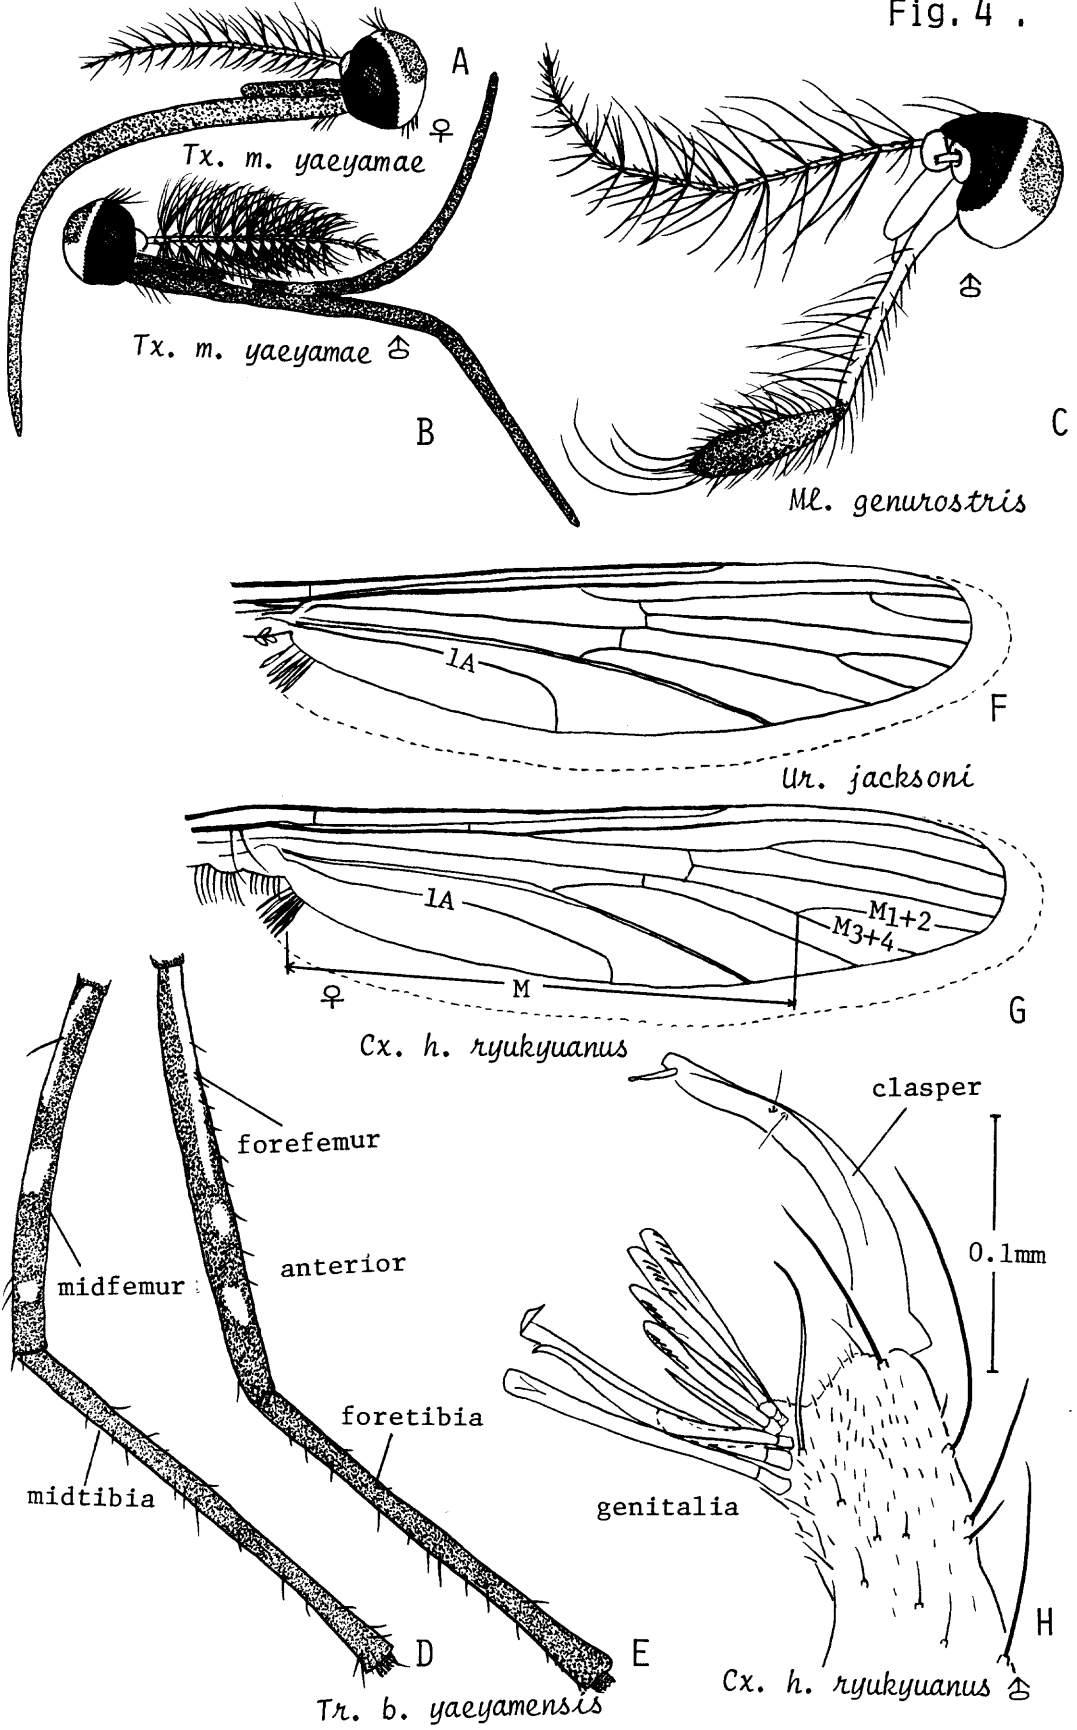 Fig. 4 .
A
♀
Tx. m. yaeyamae
Tx. m. yaeyamae ♂
B
♂
C
Ml. genurostris
1A
F
Ur. jacksoni
1A
M1+2
M3+4
M
♀
G
Cx. h. ryukyuanus
clasper
forefemur
0.1mm
anterior
midfemur
foretibia
midtibia
genitalia
D
E
H
Tr. b. yaeyamensis
Cx. h. ryukyuanus ♂